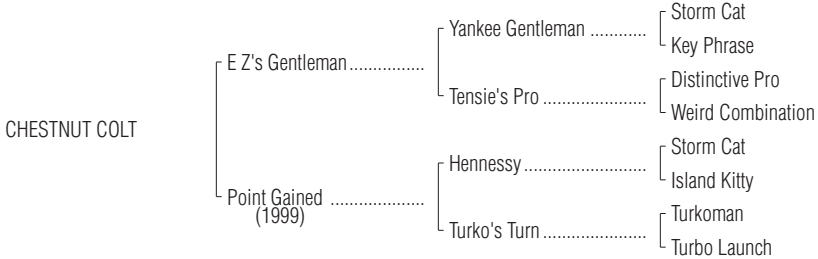 Storm Cat
Yankee Gentleman ............
Key Phrase
E Z's Gentleman................
Distinctive Pro
Tensie's Pro ......................
Weird Combination
CHESTNUT COLT
Storm Cat
Hennessy ..........................
Island Kitty
Point Gained ....................
(1999)
Turkoman
Turko's Turn ......................
Turbo Launch